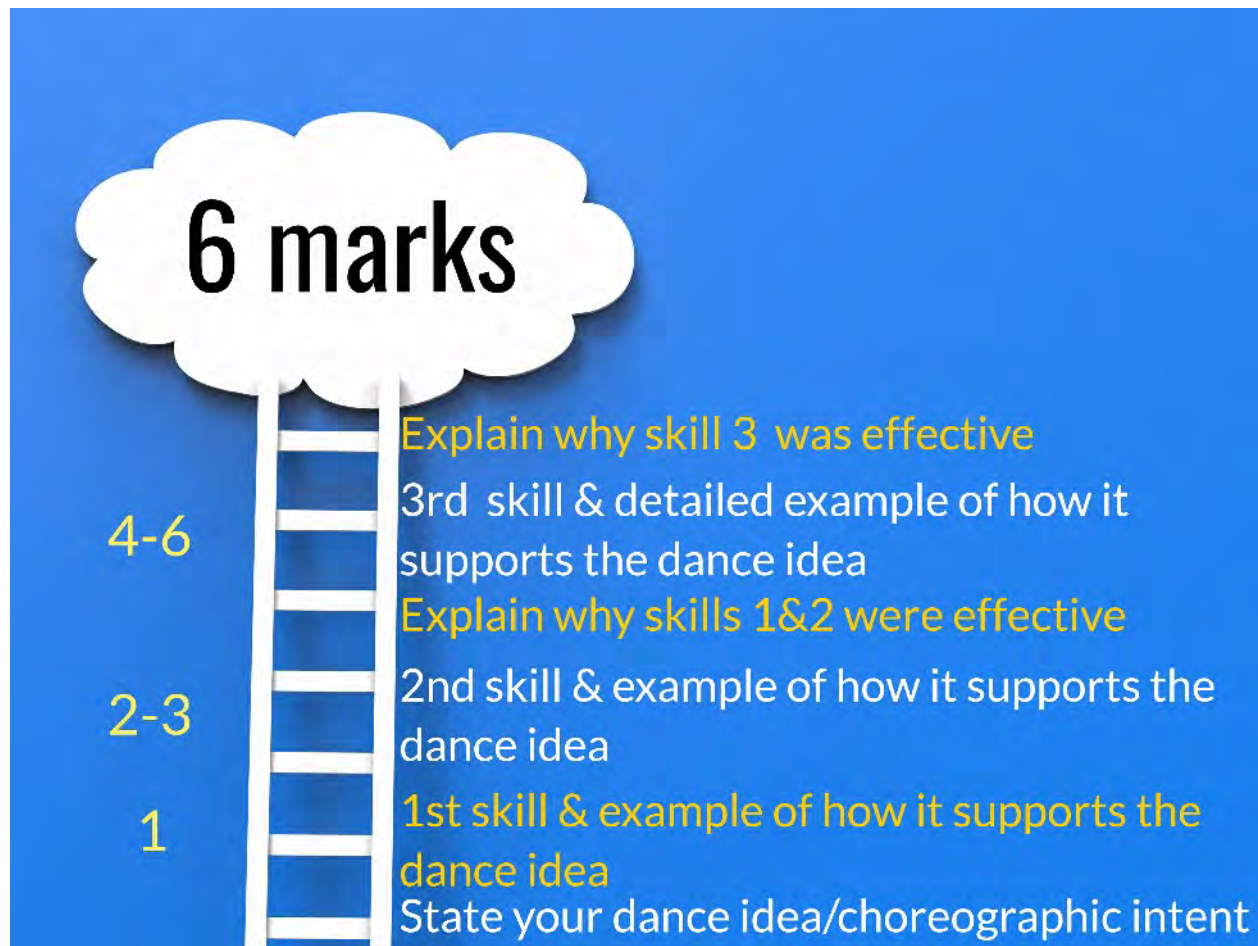 6 marks
Explain why skill 3 was effective
3rd skill & detailed example of how it
supports the dance idea
4-6
Explain why skills 1&2 were effective
2nd skill & example of how it supports the
dance idea
2-3
1st skill & example of how it supports the
dance idea
1
State your dance idea/choreographic intent